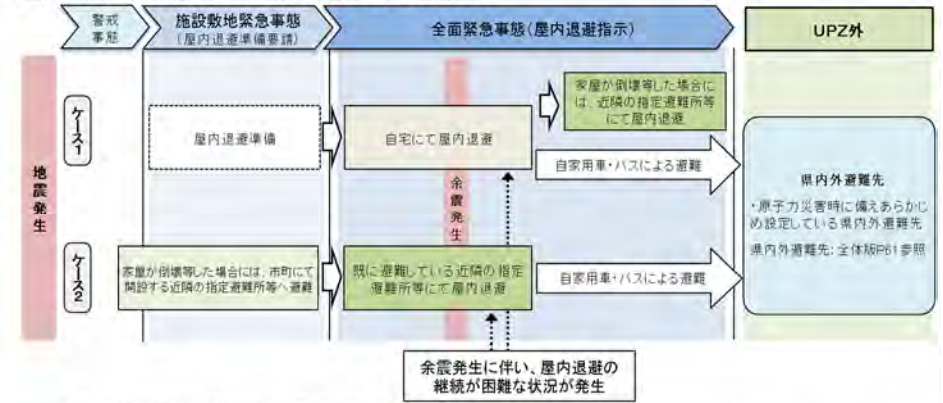 警戒
事態
施設敷地緊急事態
(屋内退避準備要請)
全面緊急事態(屋内退避指示)
UPZ外
地震発生
ケース1
屋内退避準備
自宅にて屋内退避
家屋が倒壊等した場合に
は、近隣の指定避難所等
にて屋内退避
自家用車・バスによる避難
余震発生
ケース2
家屋が倒壊等した場合には、市町にて
開設する近隣の指定避難所等へ避難
既に避難している近隣の指定
避難所等にて屋内退避
自家用車・バスによる避難
県内外避難先
・原子力災害時に備えあらかじ
め設定している県内外避難先
県内外避難先:全体版P61参照
余震発生に伴い、屋内退避の
継続が困難な状況が発生